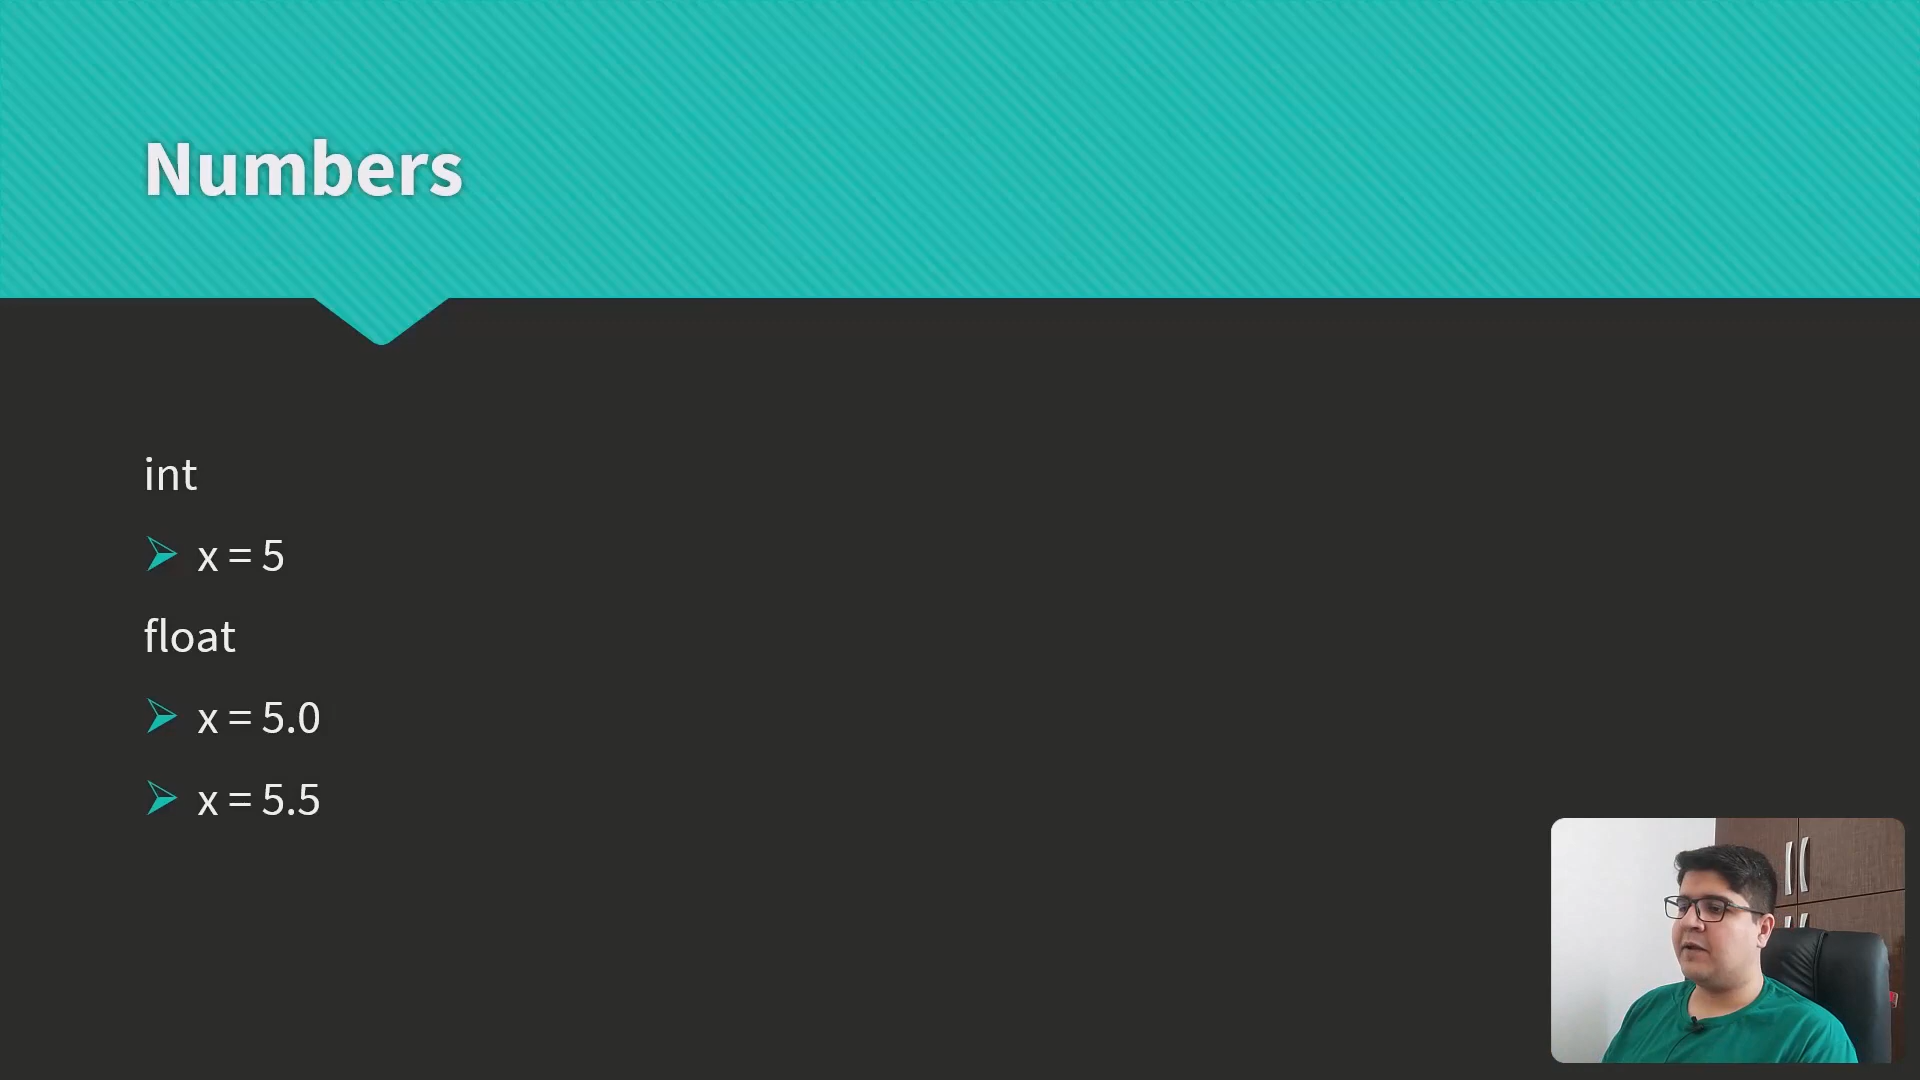 Numbers
int
x = 5
float
x = 5.0
x = 5.5